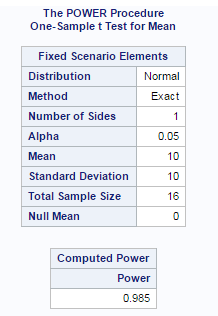 The POWER Procedure
One-Sample t Test for Mean
Fixed Scenario Elements
Distribution Normal
Method Exact
Number of Sides 1
Alpha 0.05
Mean 10
Standard Deviation 10
Total Sample Size 16
Null Mean 0
Computed Power
Power
0.985